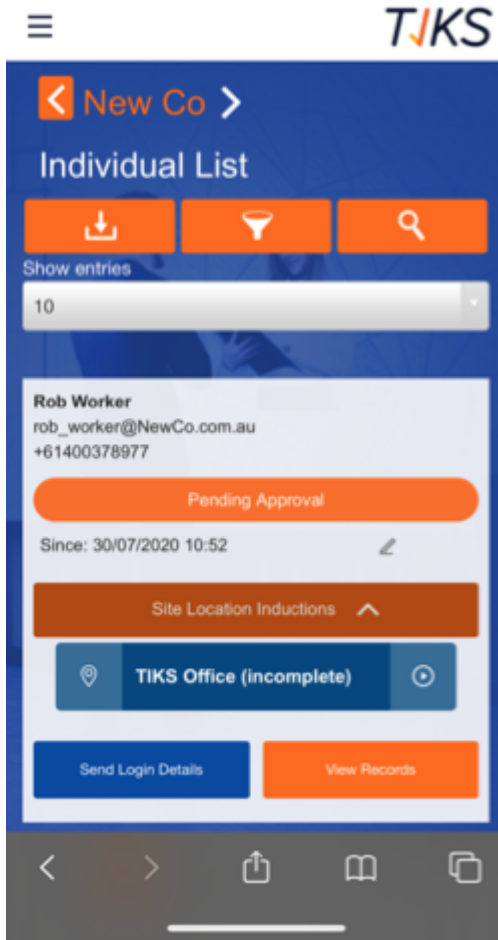 TIKS
New Co
Individual List
Show entries
10
Rob Worker
rob_worker@NewCo.com.au
+61400378977
Pending Approval
Since: 30/07/2020 10:52
Site Location Inductions
TIKS Office (incomplete)
Send Login Details
View Records